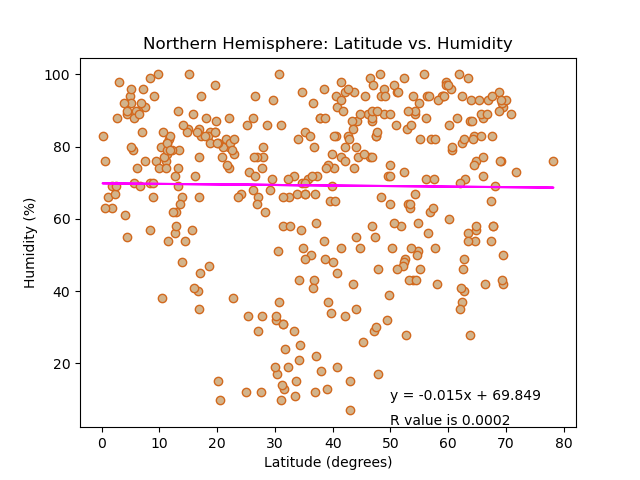 Northern Hemisphere: Latitude vs. Humidity
100
80
60
40
20
Humidity (%)
y = -0.015x + 69.849
R value is 0.0002
0 10 20 30 40 50 60 70 80
Latitude (degrees)